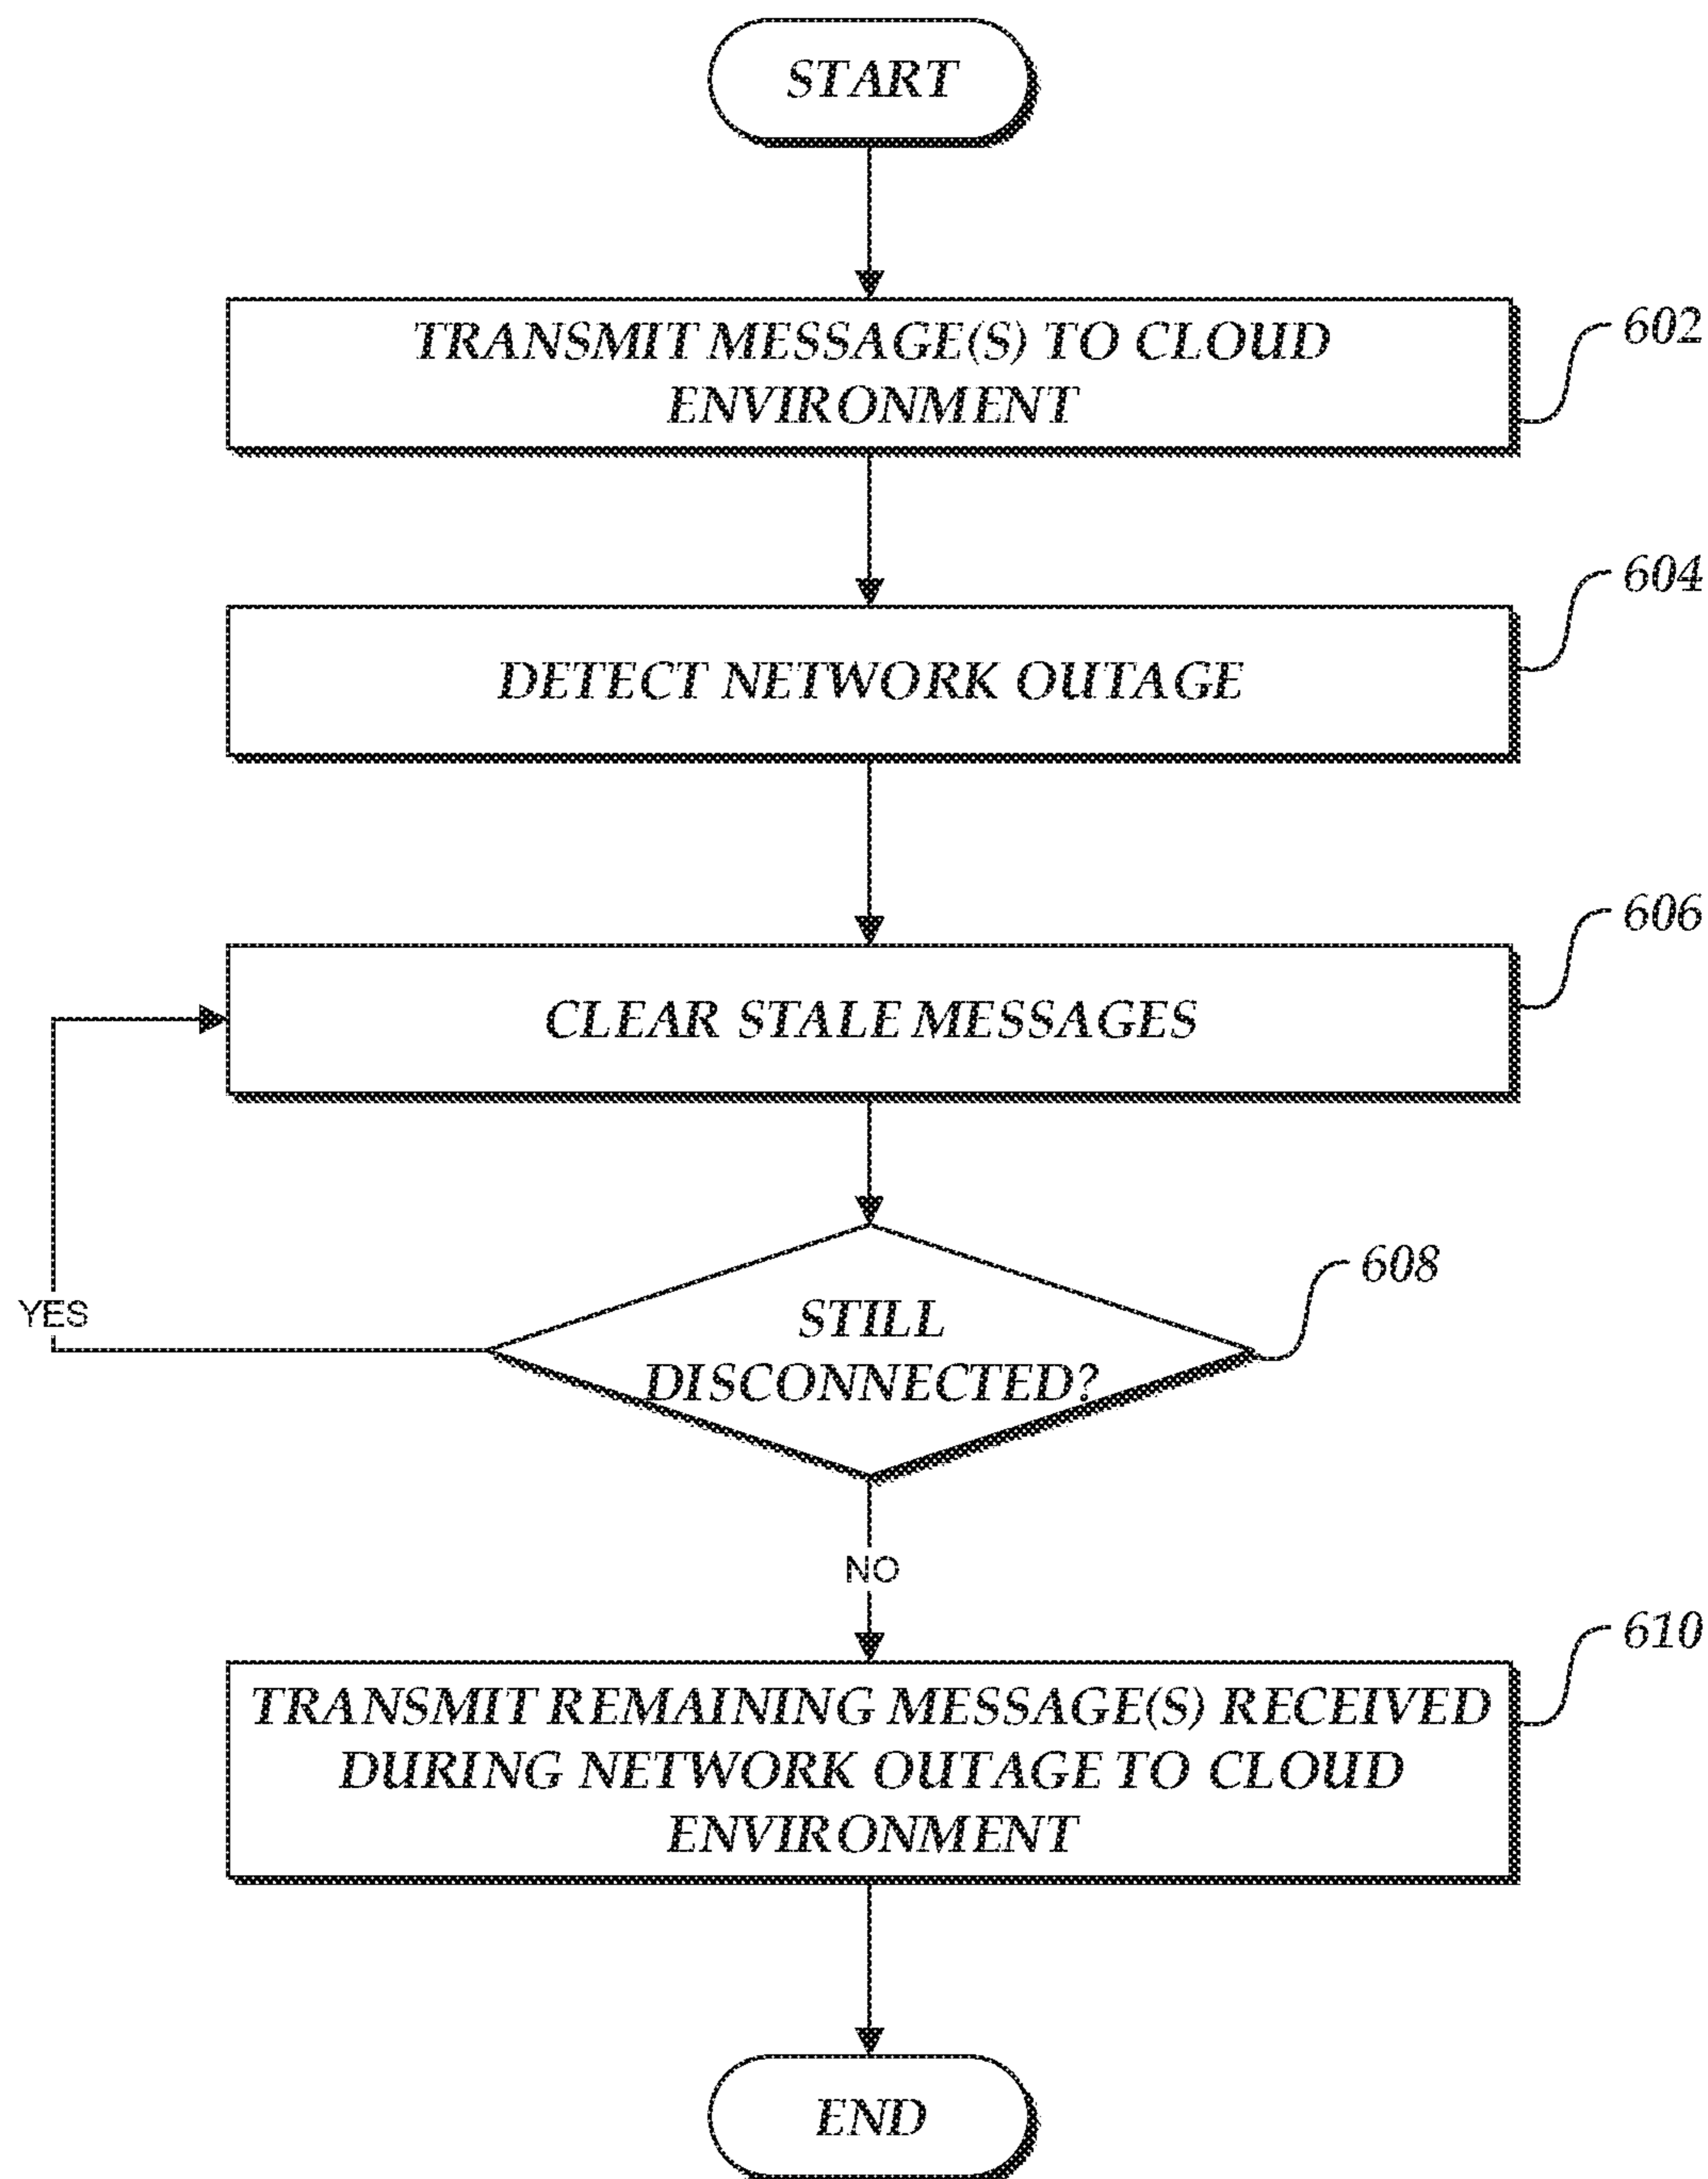 START
TRANSMIT MESSAGE(S) TO CLOUD
ENVIRONMENT
602
DETECT NETWORK OUTAGE
604
CLEAR STALE MESSAGES
606
STILL
DISCONNECTED?
608
YES
NO
TRANSMIT REMAINING MESSAGE(S) RECEIVED
DURING NETWORK OUTAGE TO CLOUD
ENVIRONMENT
610
END